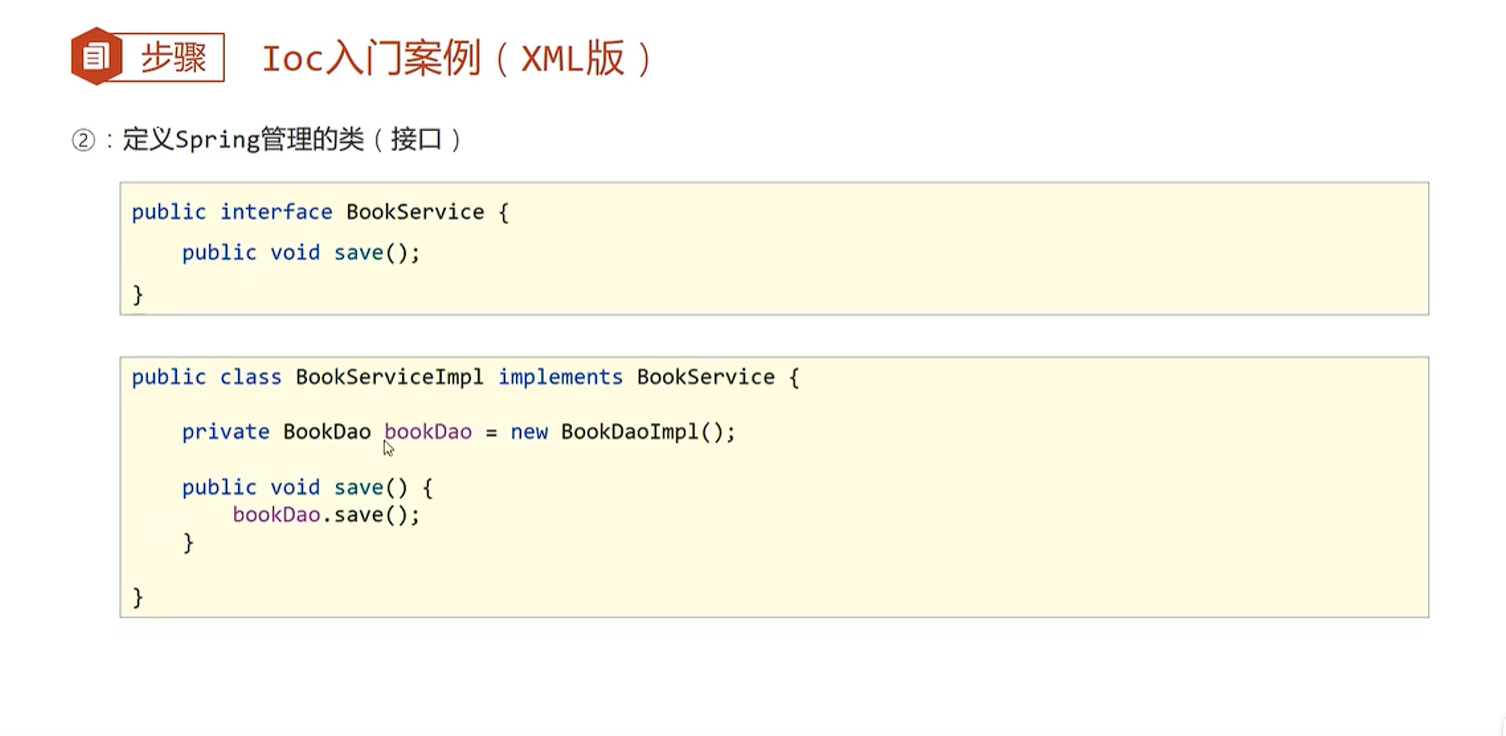 步骤 Ioc入门案例（XML版）
②：定义Spring管理的类（接口）
public interface BookService {
    public void save();
}
public class BookServiceImpl implements BookService {
    private BookDao bookDao = new BookDaoImpl();
    public void save() {
        bookDao.save();
    }
}